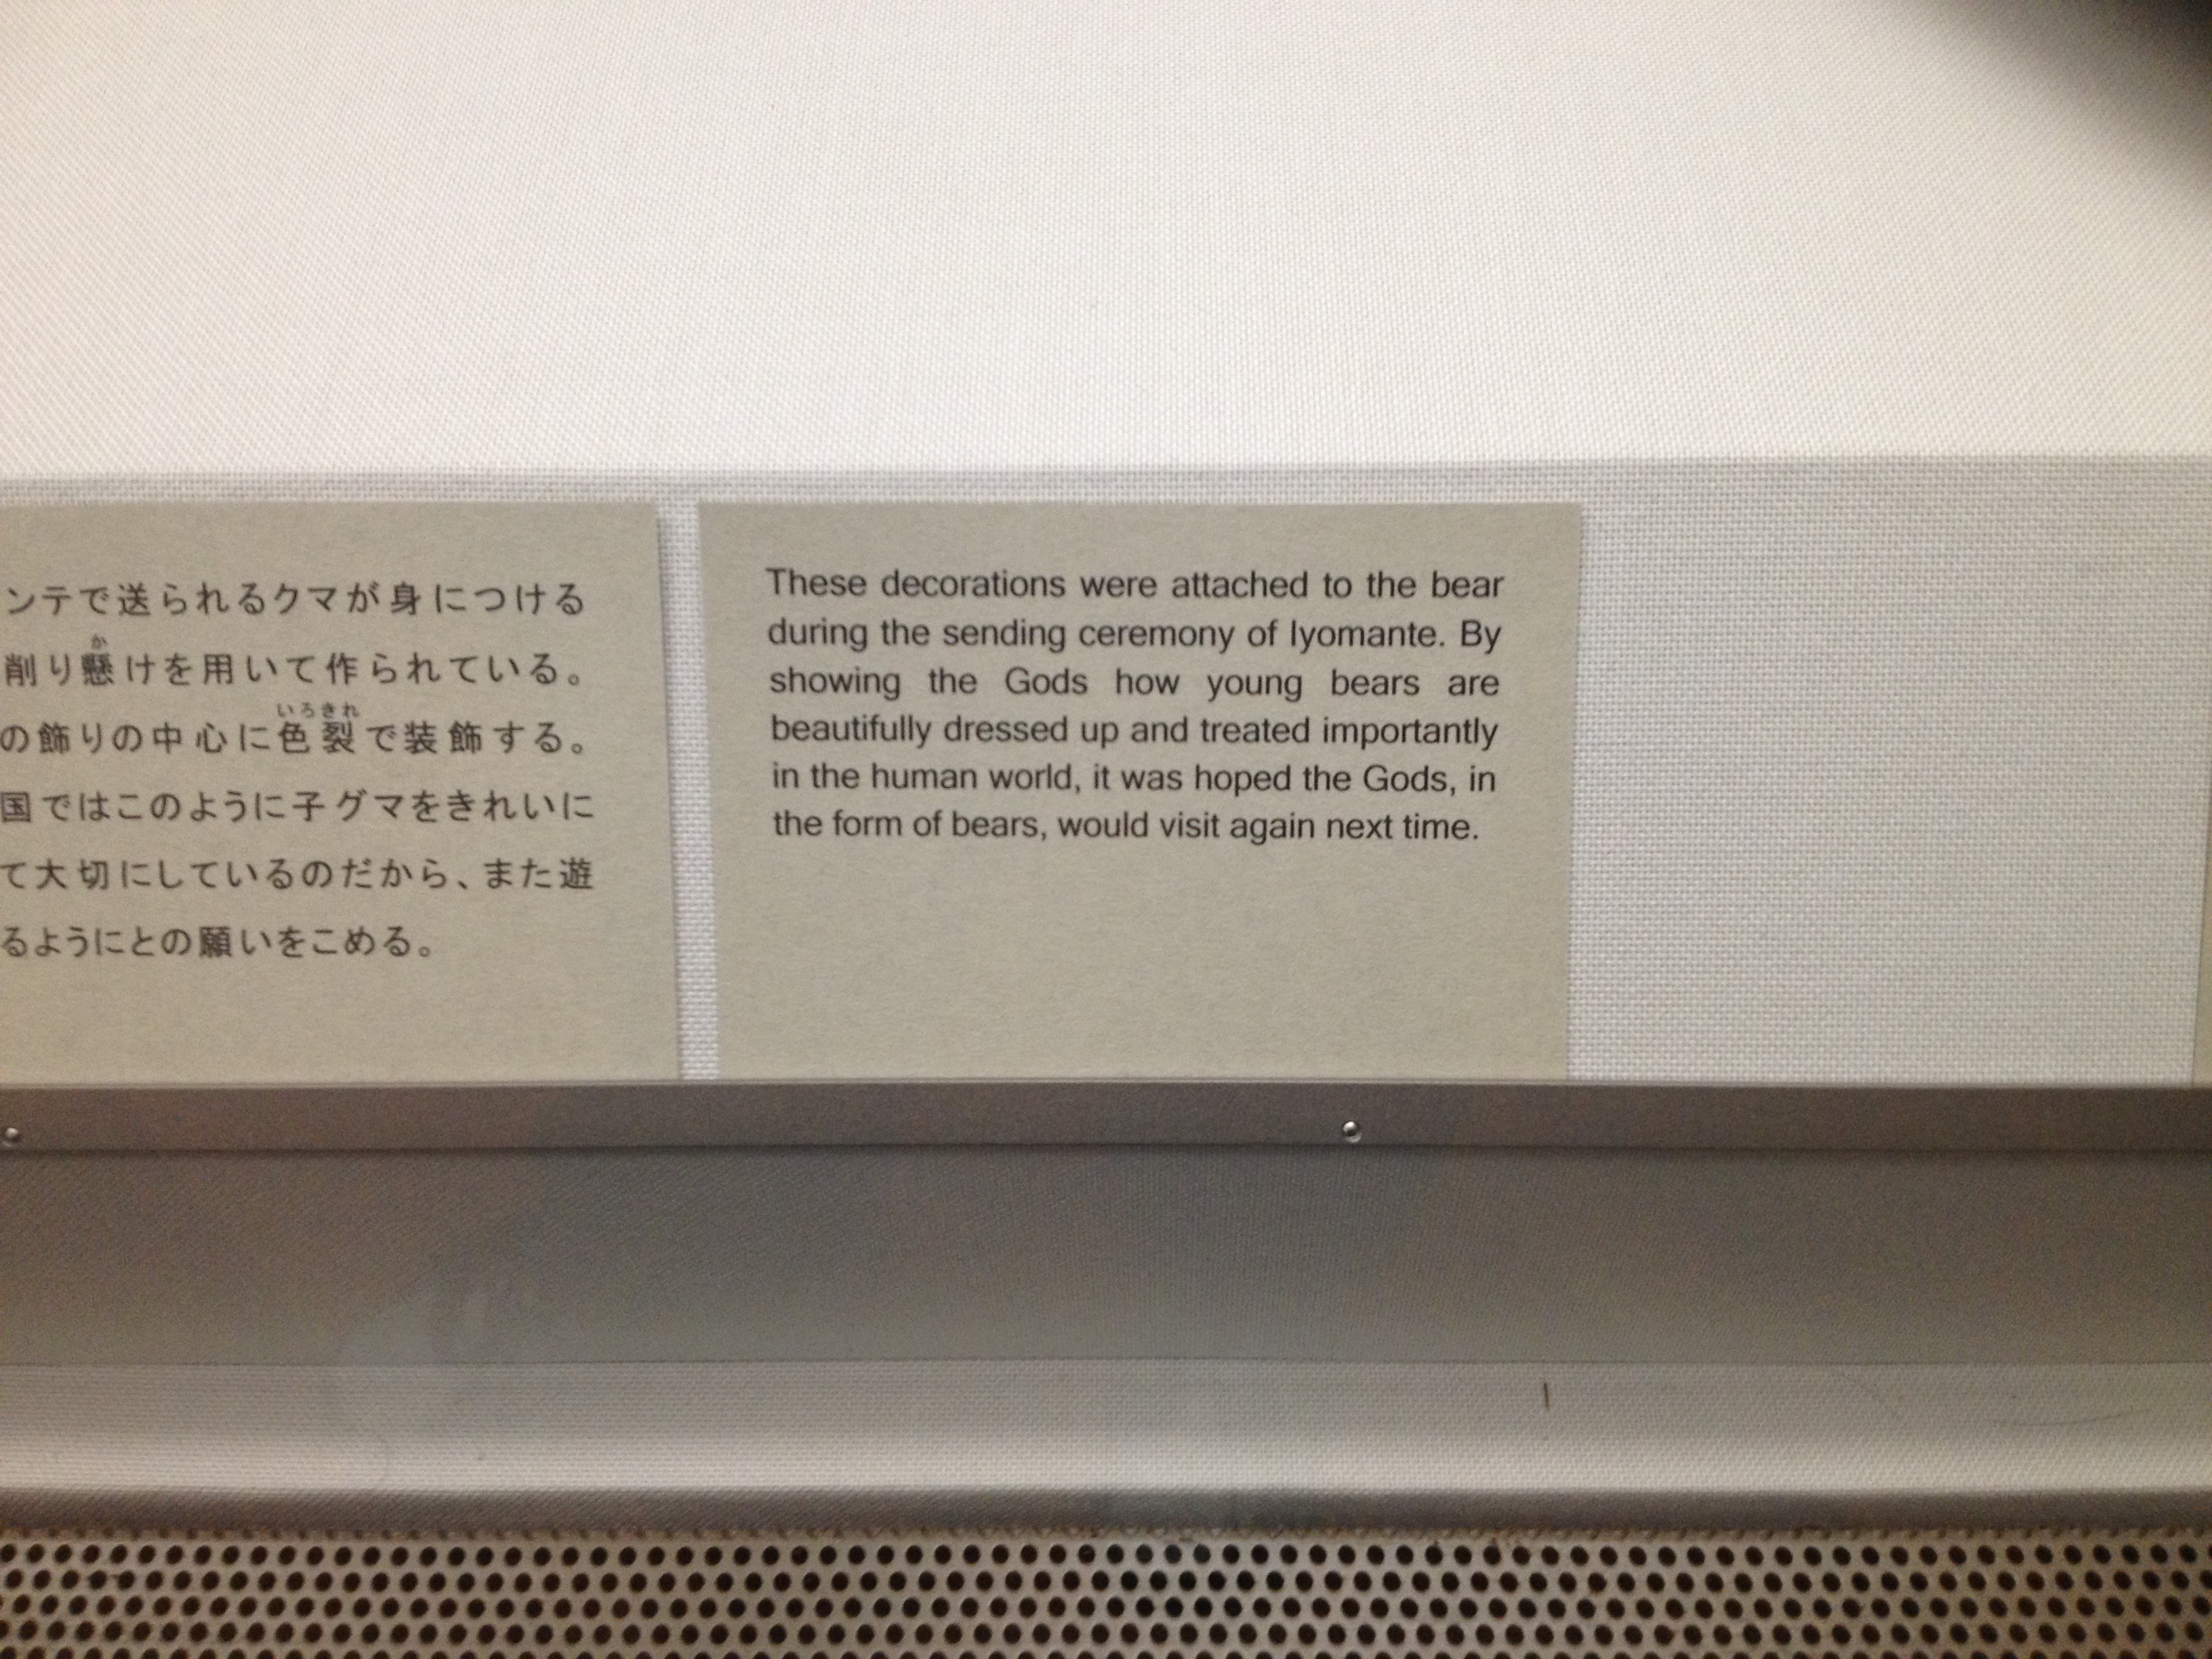 ンテで送られるクマが身につける
削り懸けを用いて作られている。
の飾りの中心に色裂で装飾する。
国ではこのように子グマをきれいに
て大切にしているのだから、また遊
るようにとの願いをこめる。
か
いろきれ
These decorations were attached to the bear
during the sending ceremony of Iyomante. By
showing the Gods how young bears are
beautifully dressed up and treated importantly
in the human world, it was hoped the Gods, in
the form of bears, would visit again next time.